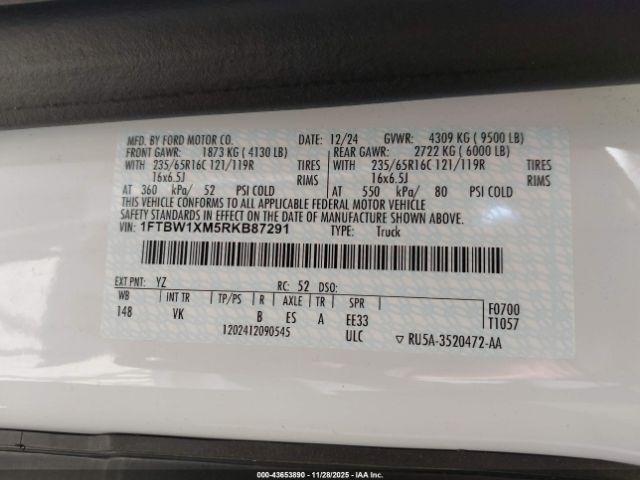 MFD. BY FORD MOTOR CO. DATE: 12/24 GVWR: 4309 KG ( 9500 LB)
FRONT GAWR: 1873 KG ( 4130 LB) REAR GAWR: 2722 KG ( 6000 LB)
WITH 235/65R16C 121/119R TIRES WITH 235/65R16C 121/119R TIRES
16x6.5J RIMS 16x6.5J RIMS
AT 360 kPa/ 52 PSI COLD AT 550 kPa/ 80 PSI COLD
THIS VEHICLE CONFORMS TO ALL APPLICABLE FEDERAL MOTOR VEHICLE
SAFETY STANDARDS IN EFFECT ON THE DATE OF MANUFACTURE SHOWN ABOVE.
VIN: 1FTBW1XM5RKB87291 TYPE: Truck
EXT PNT: YZ RC: 52 DSO:
WB INT TR TP/PS R AXLE TR SPR F0700
148 VK B ES A EE33 T1057
1202412090545 ULC RU5A-3520472-AA
000-43653890 - 11/28/2025 - IAA Inc.